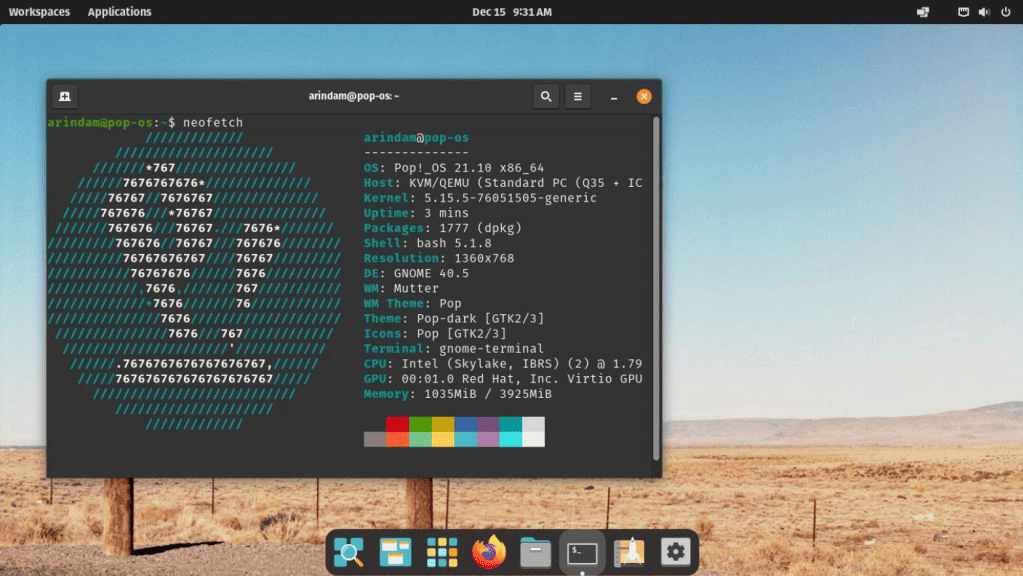 Workspaces Applications Dec 15 9:31 AM
arindam@pop-os: ~
arindam@pop-os:~$ neofetch
/////////////
/////////////////////
///////*767////////////////
//////7676767676*//////////////
/////76767//7676767//////////////
/////767676///*76767///////////////
///////767676///76767.///7676*///////
/////////767676//76767///767676////////
//////////76767676767////76767/////////
///////////76767676//////7676//////////
////////////,7676,///////767///////////
/////////////*7676///////76////////////
///////////////7676////////////////////
///////////////7676///767////////////
//////////////////////'////////////
//////.7676767676767676767,//////
/////767676767676767676767/////
///////////////////////////
/////////////////////
/////////////
arindam@pop-os
--------------
OS: Pop!_OS 21.10 x86_64
Host: KVM/QEMU (Standard PC (Q35 + IC
Kernel: 5.15.5-76051505-generic
Uptime: 3 mins
Packages: 1777 (dpkg)
Shell: bash 5.1.8
Resolution: 1360x768
DE: GNOME 40.5
WM: Mutter
WM Theme: Pop
Theme: Pop-dark [GTK2/3]
Icons: Pop [GTK2/3]
Terminal: gnome-terminal
CPU: Intel (Skylake, IBRS) (2) @ 1.79
GPU: 00:01.0 Red Hat, Inc. Virtio GPU
Memory: 1035MiB / 3925MiB
$_